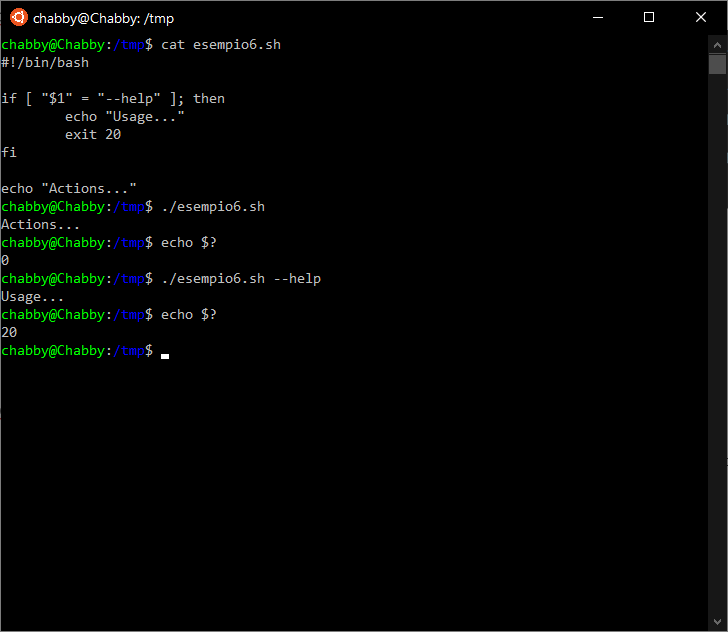 chabby@Chabby: /tmp
chabby@Chabby:/tmp$ cat esempio6.sh
#!/bin/bash
if [ "$1" = "--help" ]; then
        echo "Usage..."
        exit 20
fi
echo "Actions..."
chabby@Chabby:/tmp$ ./esempio6.sh
Actions...
chabby@Chabby:/tmp$ echo $?
0
chabby@Chabby:/tmp$ ./esempio6.sh --help
Usage...
chabby@Chabby:/tmp$ echo $?
20
chabby@Chabby:/tmp$